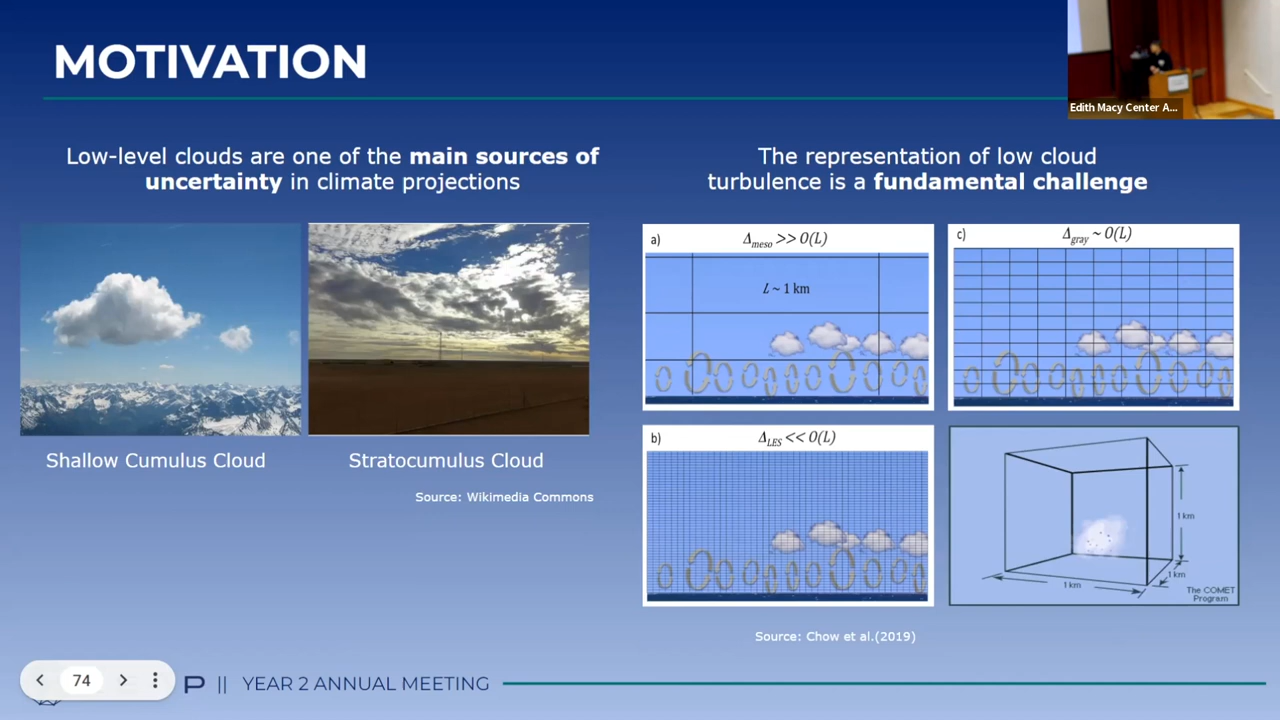 MOTIVATION
Edith Macy Center A...
Low-level clouds are one of the main sources of
uncertainty in climate projections
Shallow Cumulus Cloud
Stratocumulus Cloud
Source: Wikimedia Commons
The representation of low cloud
turbulence is a fundamental challenge
a)
Δmeso >> O(L)
L ~ 1 km
c)
Δgray ~ O(L)
b)
ΔLES << O(L)
1 km
1 km
1 km
The COMET
Program
Source: Chow et al.(2019)
74
P || YEAR 2 ANNUAL MEETING